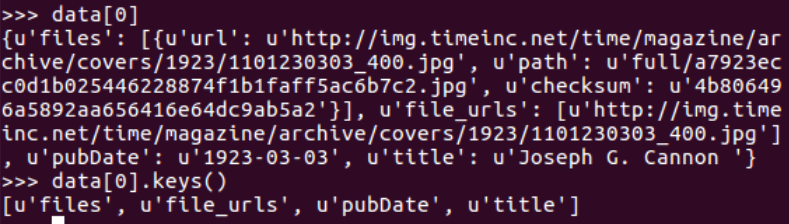 >>> data[0]
{u'files': [{u'url': u'http://img.timeinc.net/time/magazine/ar
chive/covers/1923/1101230303_400.jpg', u'path': u'full/a7923ec
c0d1b025446228874f1b1faff5ac6b7c2.jpg', u'checksum': u'4b80649
6a5892aa656416e64dc9ab5a2'}], u'file_urls': [u'http://img.time
inc.net/time/magazine/archive/covers/1923/1101230303_400.jpg']
, u'pubDate': u'1923-03-03', u'title': u'Joseph G. Cannon '}
>>> data[0].keys()
[u'files', u'file_urls', u'pubDate', u'title']